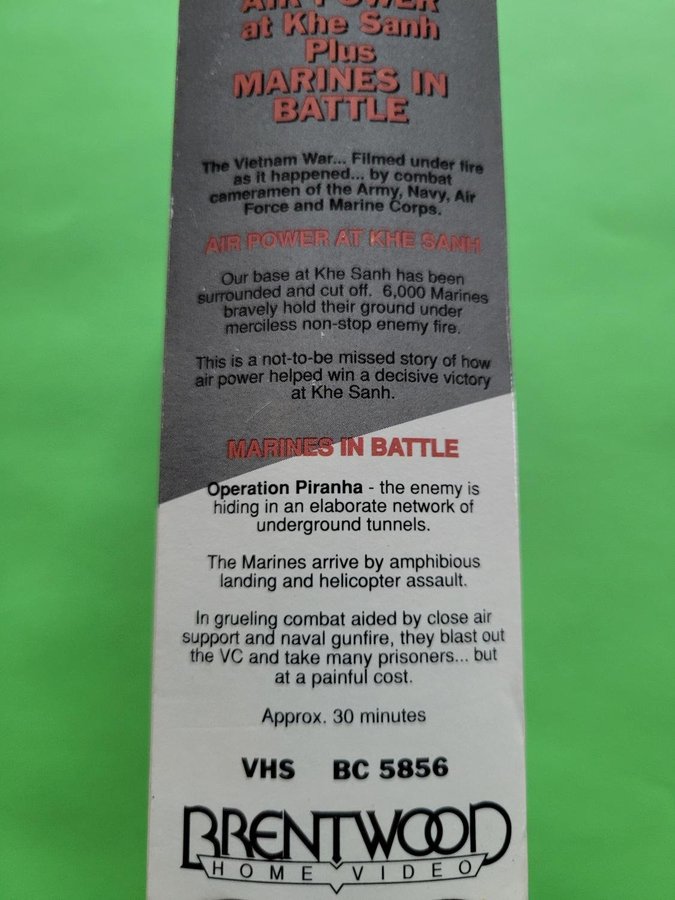 AIR POWER
at Khe Sanh
Plus
MARINES IN
BATTLE
The Vietnam War... Filmed under fire
as it happened... by combat
cameramen of the Army, Navy, Air
Force and Marine Corps.
AIR POWER AT KHE SANH
Our base at Khe Sanh has been
surrounded and cut off. 6,000 Marines
bravely hold their ground under
merciless non-stop enemy fire.
This is a not-to-be missed story of how
air power helped win a decisive victory
at Khe Sanh.
MARINES IN BATTLE
Operation Piranha - the enemy is
hiding in an elaborate network of
underground tunnels.
The Marines arrive by amphibious
landing and helicopter assault.
In grueling combat aided by close air
support and naval gunfire, they blast out
the VC and take many prisoners... but
at a painful cost.
Approx. 30 minutes
VHS BC 5856
BRENTWOOD
HOME VIDEO